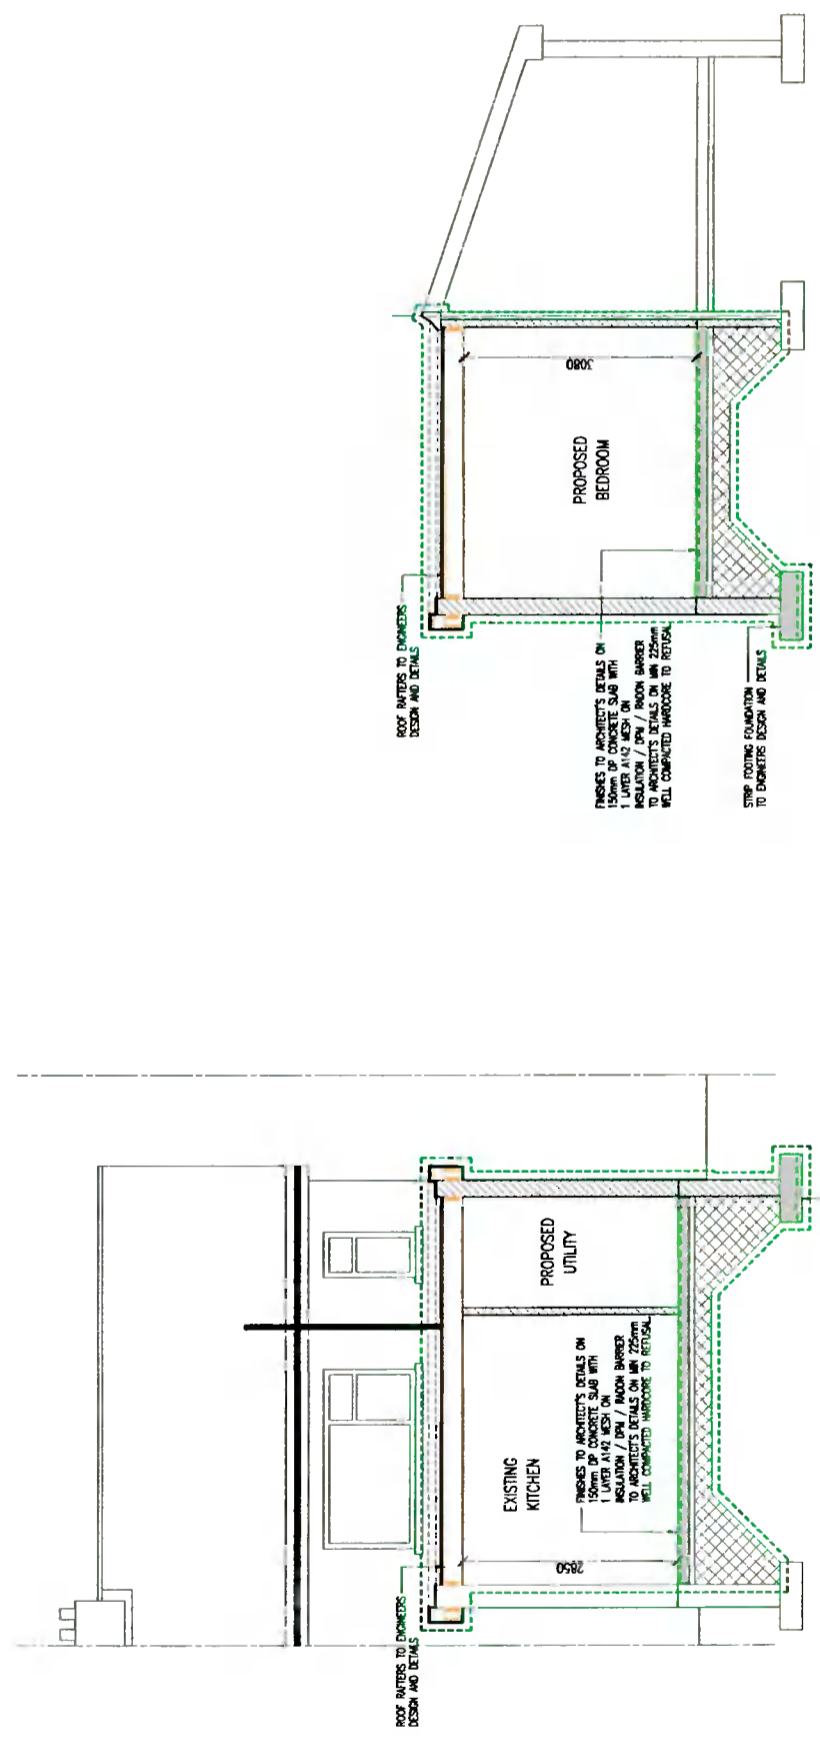 ROOF RAFTERS TO ENGINEERS
DESIGN AND DETAILS
EXISTING
KITCHEN
2850
FINISHES TO ARCHITECT'S DETAILS ON
150mm DP CONCRETE SLAB WITH
1 LAYER A142 MESH ON
INSULATION / DPM / RADON BARRIER
TO ARCHITECT'S DETAILS ON MIN 225mm
WELL COMPACTED HARDCORE TO REFUSAL
PROPOSED
UTILITY
ROOF RAFTERS TO ENGINEERS
DESIGN AND DETAILS
PROPOSED
BEDROOM
3080
FINISHES TO ARCHITECT'S DETAILS ON
150mm DP CONCRETE SLAB WITH
1 LAYER A142 MESH ON
INSULATION / DPM / RADON BARRIER
TO ARCHITECT'S DETAILS ON MIN 225mm
WELL COMPACTED HARDCORE TO REFUSAL
STRIP FOOTING FOUNDATION
TO ENGINEERS DESIGN AND DETAILS